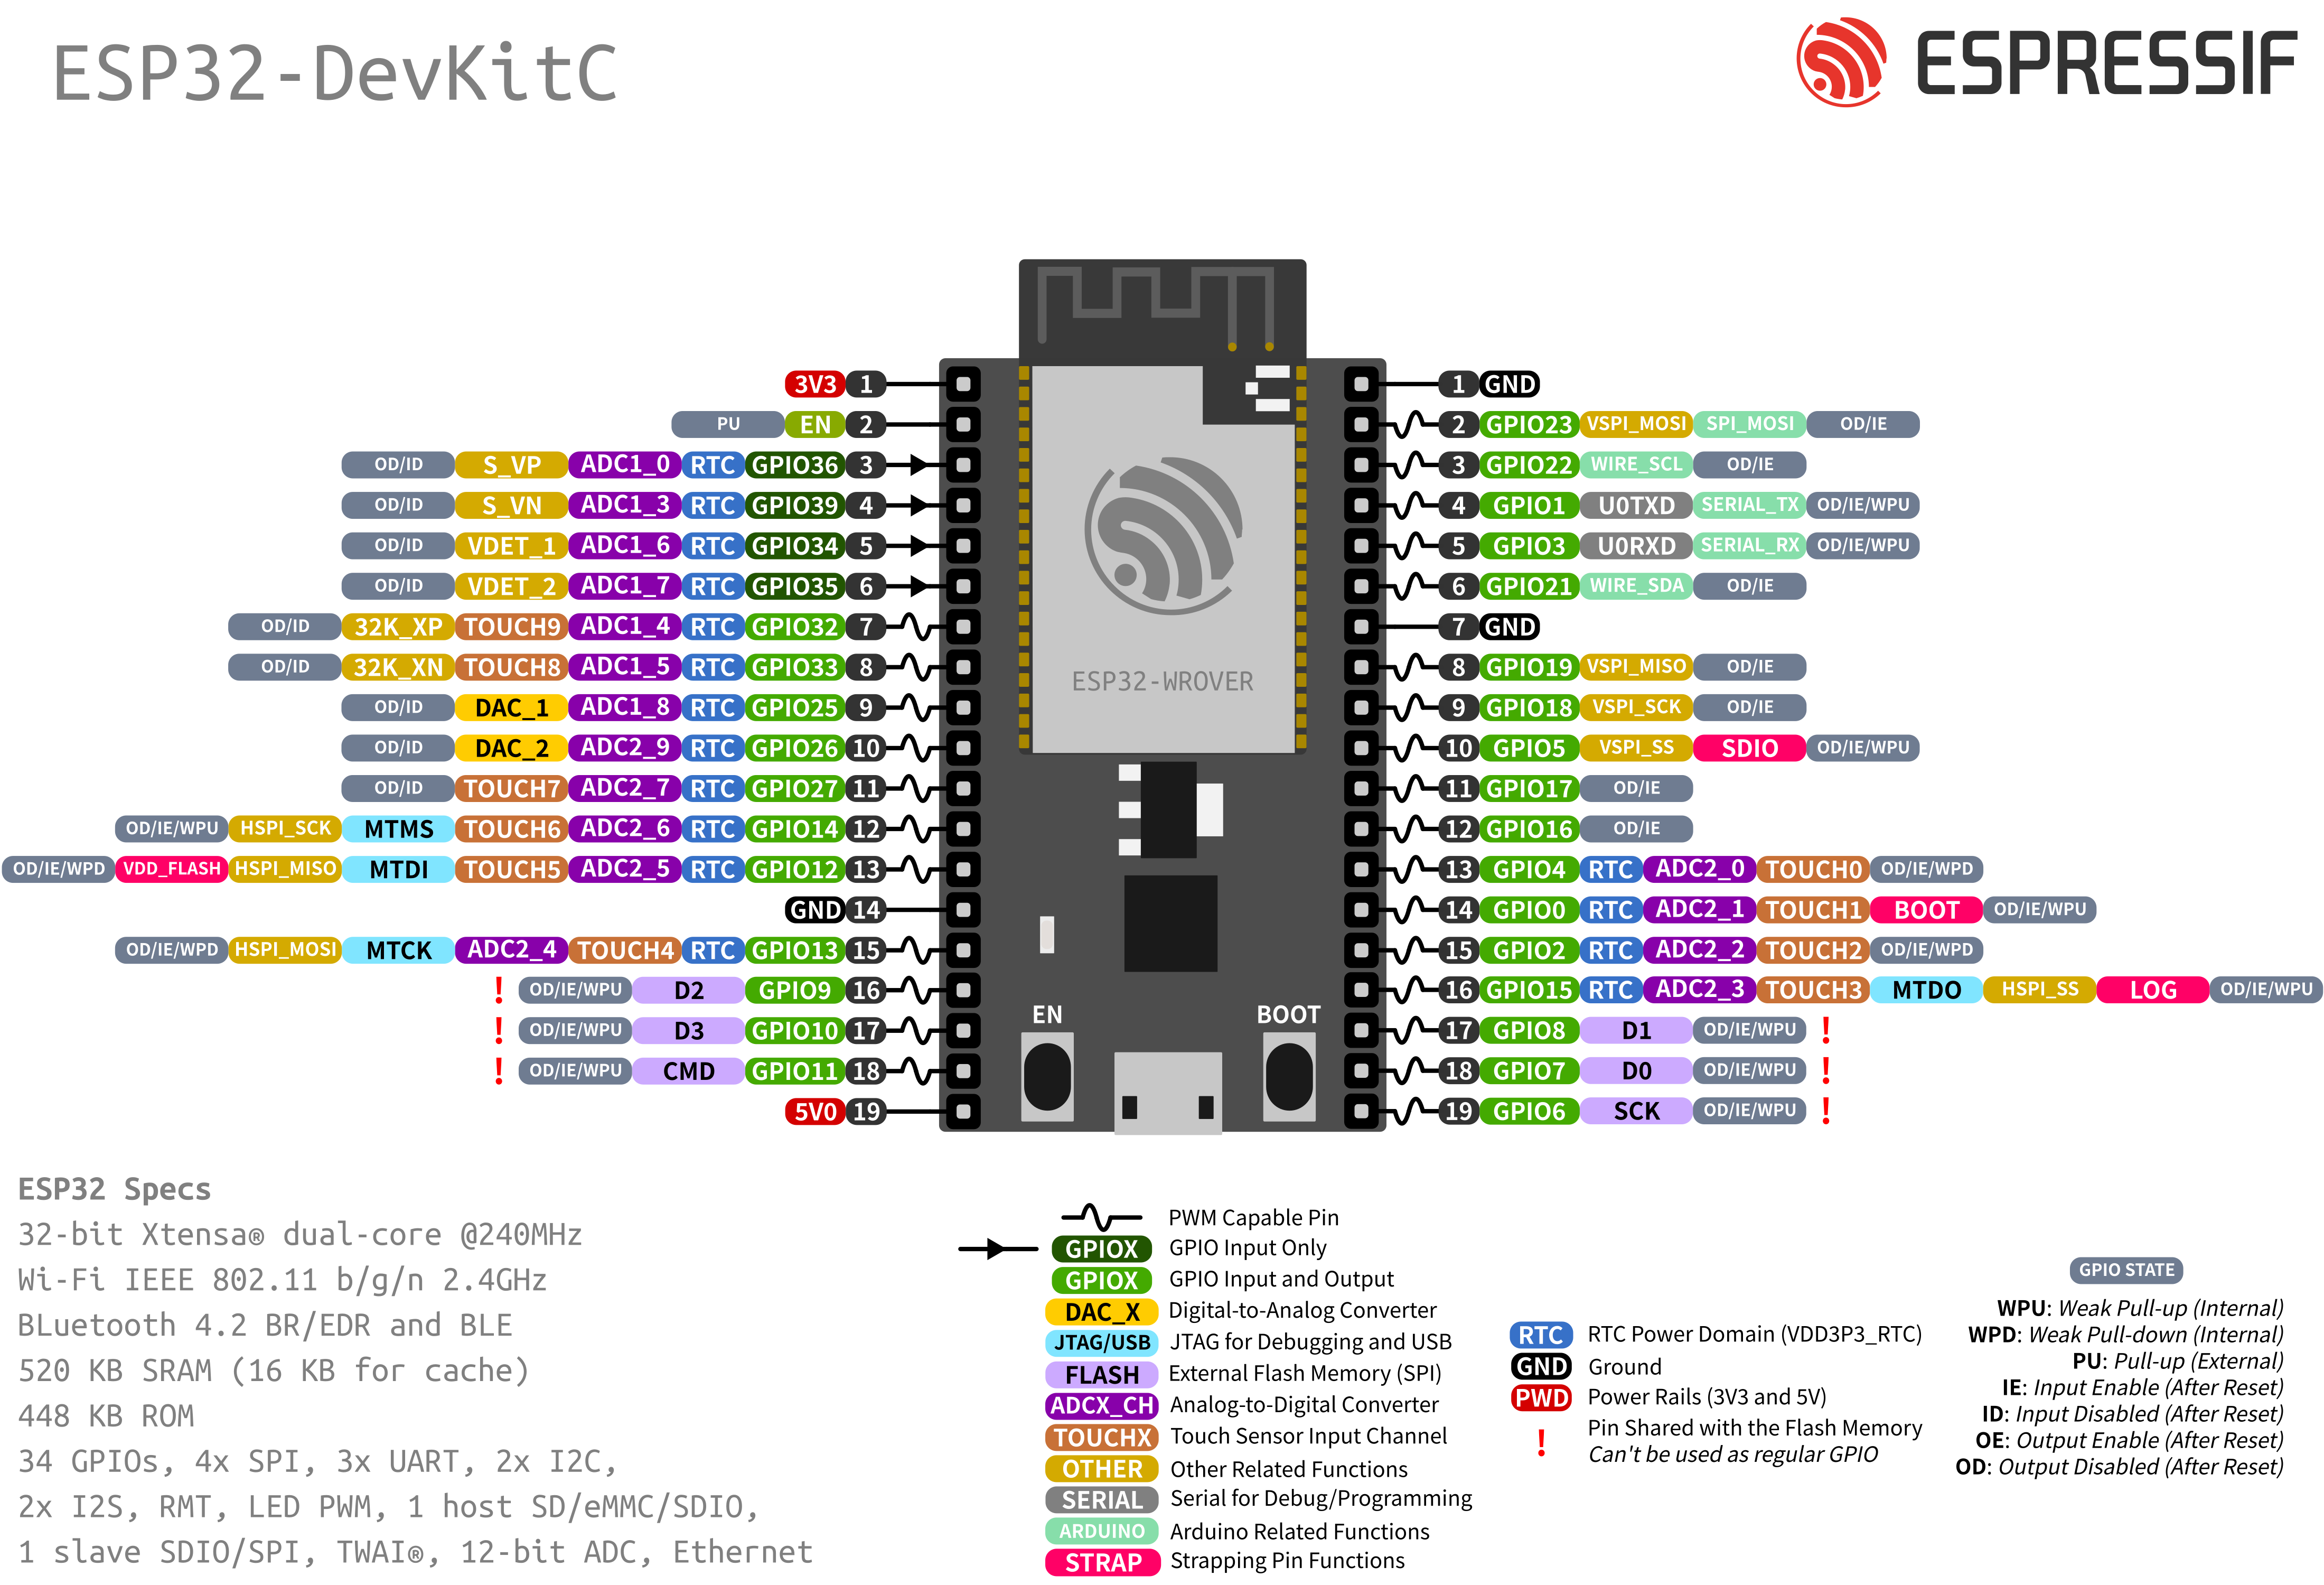 ESP32-DevKitC
ESPRESSIF
3V3 1
PU EN 2
OD/ID S_VP ADC1_0 RTC GPIO36 3
OD/ID S_VN ADC1_3 RTC GPIO39 4
OD/ID VDET_1 ADC1_6 RTC GPIO34 5
OD/ID VDET_2 ADC1_7 RTC GPIO35 6
OD/ID 32K_XP TOUCH9 ADC1_4 RTC GPIO32 7
OD/ID 32K_XN TOUCH8 ADC1_5 RTC GPIO33 8
OD/ID DAC_1 ADC1_8 RTC GPIO25 9
OD/ID DAC_2 ADC2_9 RTC GPIO26 10
OD/ID TOUCH7 ADC2_7 RTC GPIO27 11
OD/IE/WPU HSPI_SCK MTMS TOUCH6 ADC2_6 RTC GPIO14 12
OD/IE/WPD VDD_FLASH HSPI_MISO MTDI TOUCH5 ADC2_5 RTC GPIO12 13
GND 14
OD/IE/WPD HSPI_MOSI MTCK ADC2_4 TOUCH4 RTC GPIO13 15
! OD/IE/WPU D2 GPIO9 16
! OD/IE/WPU D3 GPIO10 17
! OD/IE/WPU CMD GPIO11 18
5V0 19
ESP32-WROVER
EN
BOOT
1 GND
2 GPIO23 VSPI_MOSI SPI_MOSI OD/IE
3 GPIO22 WIRE_SCL OD/IE
4 GPIO1 U0TXD SERIAL_TX OD/IE/WPU
5 GPIO3 U0RXD SERIAL_RX OD/IE/WPU
6 GPIO21 WIRE_SDA OD/IE
7 GND
8 GPIO19 VSPI_MISO OD/IE
9 GPIO18 VSPI_SCK OD/IE
10 GPIO5 VSPI_SS SDIO OD/IE/WPU
11 GPIO17 OD/IE
12 GPIO16 OD/IE
13 GPIO4 RTC ADC2_0 TOUCH0 OD/IE/WPD
14 GPIO0 RTC ADC2_1 TOUCH1 BOOT OD/IE/WPU
15 GPIO2 RTC ADC2_2 TOUCH2 OD/IE/WPD
16 GPIO15 RTC ADC2_3 TOUCH3 MTDO HSPI_SS LOG OD/IE/WPU
17 GPIO8 D1 OD/IE/WPU !
18 GPIO7 D0 OD/IE/WPU !
19 GPIO6 SCK OD/IE/WPU !
ESP32 Specs
32-bit Xtensa® dual-core @240MHz
Wi-Fi IEEE 802.11 b/g/n 2.4GHz
BLuetooth 4.2 BR/EDR and BLE
520 KB SRAM (16 KB for cache)
448 KB ROM
34 GPIOs, 4x SPI, 3x UART, 2x I2C,
2x I2S, RMT, LED PWM, 1 host SD/eMMC/SDIO,
1 slave SDIO/SPI, TWAI®, 12-bit ADC, Ethernet
PWM Capable Pin
GPIOX GPIO Input Only
GPIOX GPIO Input and Output
DAC_X Digital-to-Analog Converter
JTAG/USB JTAG for Debugging and USB
FLASH External Flash Memory (SPI)
ADCX_CH Analog-to-Digital Converter
TOUCHX Touch Sensor Input Channel
OTHER Other Related Functions
SERIAL Serial for Debug/Programming
ARDUINO Arduino Related Functions
STRAP Strapping Pin Functions
RTC RTC Power Domain (VDD3P3_RTC)
GND Ground
PWD Power Rails (3V3 and 5V)
! Pin Shared with the Flash Memory
Can't be used as regular GPIO
GPIO STATE
WPU: Weak Pull-up (Internal)
WPD: Weak Pull-down (Internal)
PU: Pull-up (External)
IE: Input Enable (After Reset)
ID: Input Disabled (After Reset)
OE: Output Enable (After Reset)
OD: Output Disabled (After Reset)